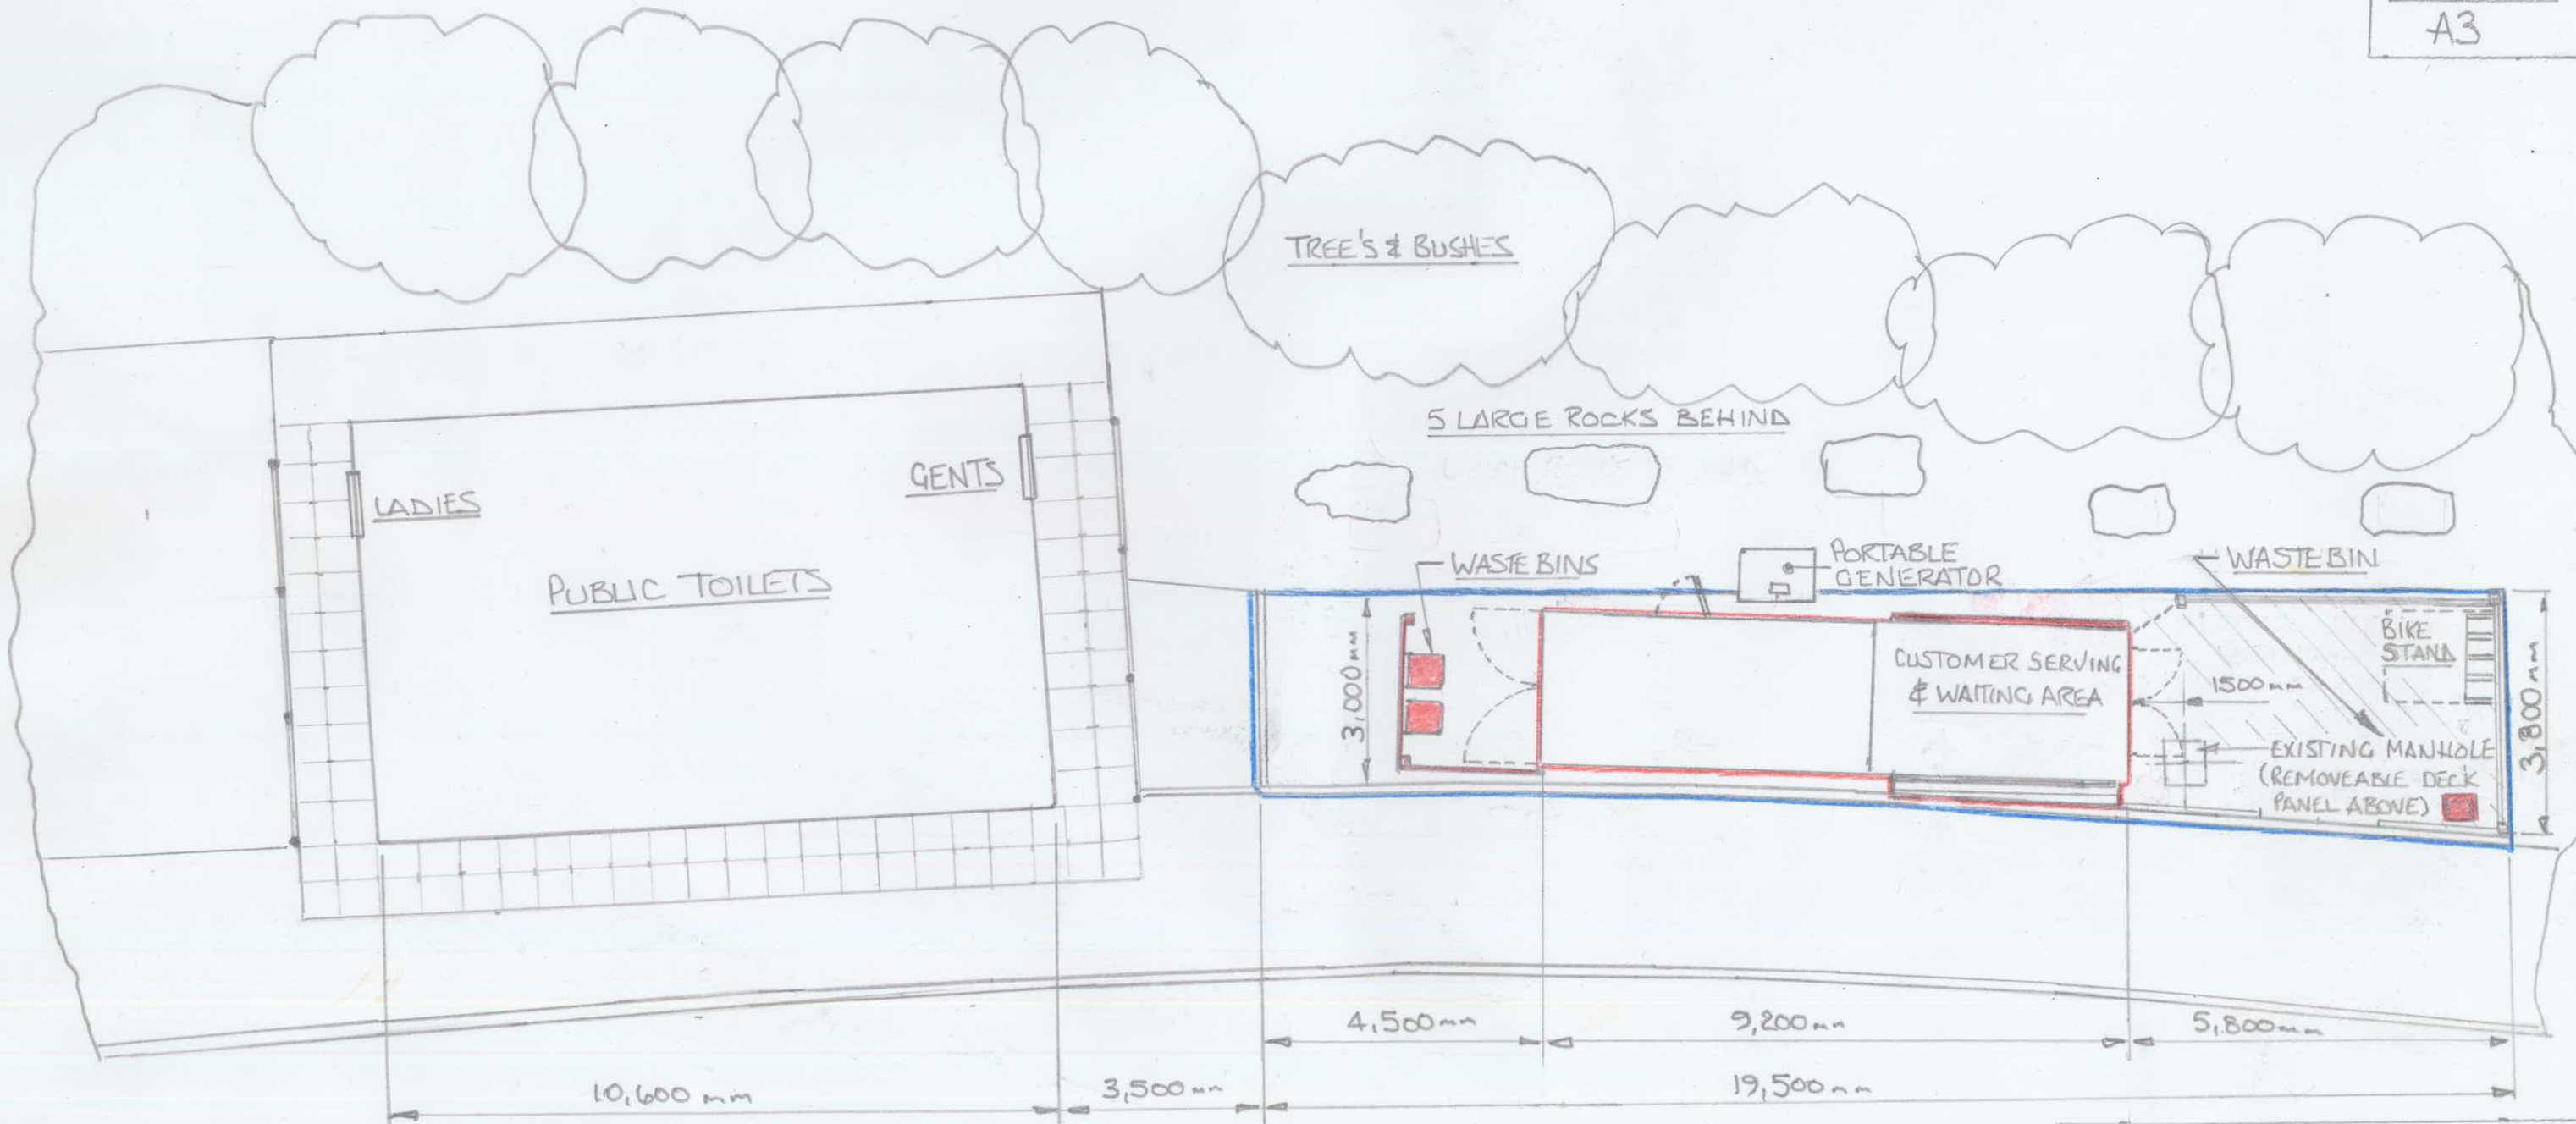 A3
TREE'S & BUSHES
5 LARGE ROCKS BEHIND
LADIES
GENTS
PUBLIC TOILETS
WASTE BINS
PORTABLE
GENERATOR
WASTE BIN
3,000mm
CUSTOMER SERVING
& WAITING AREA
BIKE
STAND
1500mm
3,800mm
EXISTING MANHOLE
(REMOVEABLE DECK
PANEL ABOVE)
4,500mm
9,200mm
5,800mm
10,600mm
3,500mm
19,500mm